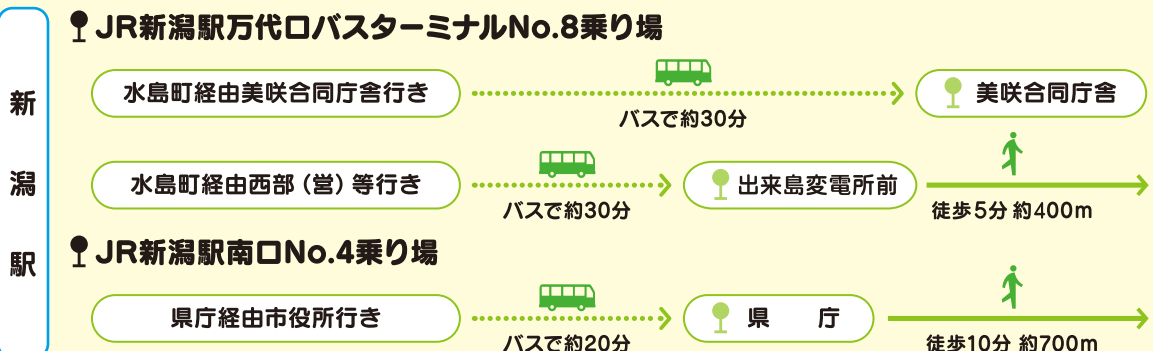 新潟駅
JR新潟駅万代口バスターミナルNo.8乗り場
水島町経由美咲合同庁舎行き
バスで約30分
美咲合同庁舎
水島町経由西部（営）等行き
バスで約30分
出来島変電所前
徒歩5分 約400m
JR新潟駅南口No.4乗り場
県庁経由市役所行き
バスで約20分
県　庁
徒歩10分 約700m